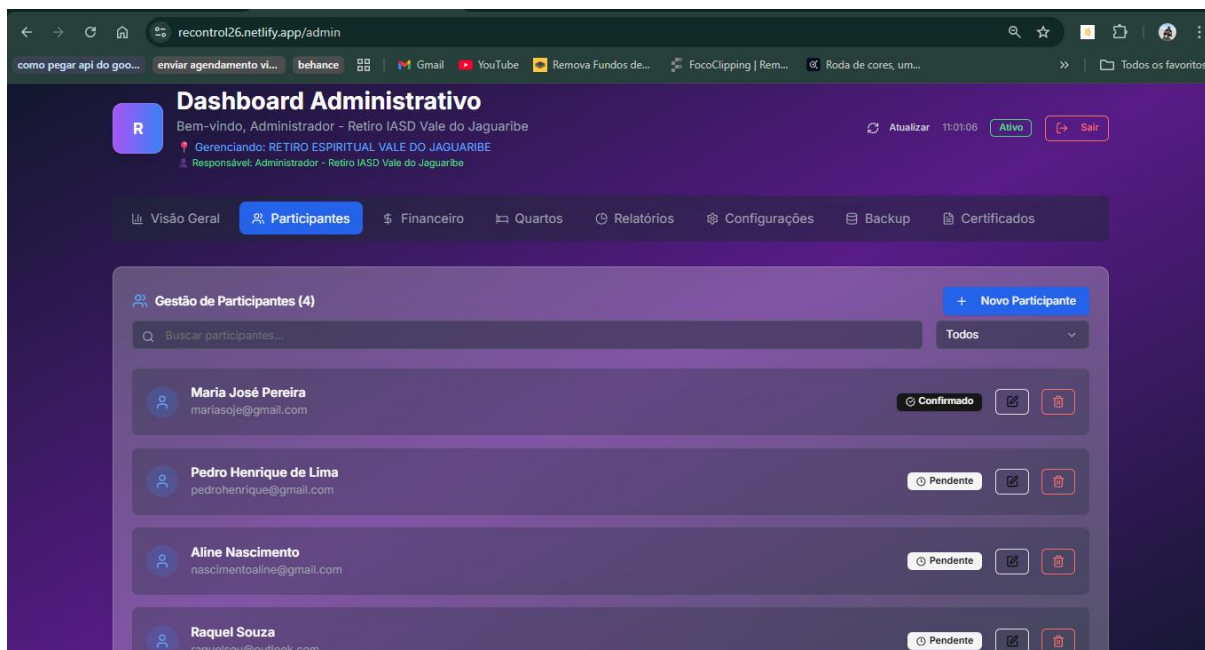 recontrol26.netlify.app/admin
como pegar api do goo... enviar agendamento vi... behance Gmail YouTube Remova Fundos de... FocoClipping | Rem... Roda de cores, um... » Todos os favoritos
R
Dashboard Administrativo
Bem-vindo, Administrador - Retiro IASD Vale do Jaguaribe
Gerenciando: RETIRO ESPIRITUAL VALE DO JAGUARIBE
Responsável: Administrador - Retiro IASD Vale do Jaguaribe
Atualizar 11:01:06 Ativo Sair
Visão Geral Participantes $ Financeiro Quartos Relatórios Configurações Backup Certificados
Gestão de Participantes (4)
+ Novo Participante
Buscar participantes...
Todos
Maria José Pereira
mariasoje@gmail.com
Confirmado
Pedro Henrique de Lima
pedrohenrique@gmail.com
Pendente
Aline Nascimento
nascimentoaline@gmail.com
Pendente
Raquel Souza
raquelsou@outlook.com
Pendente